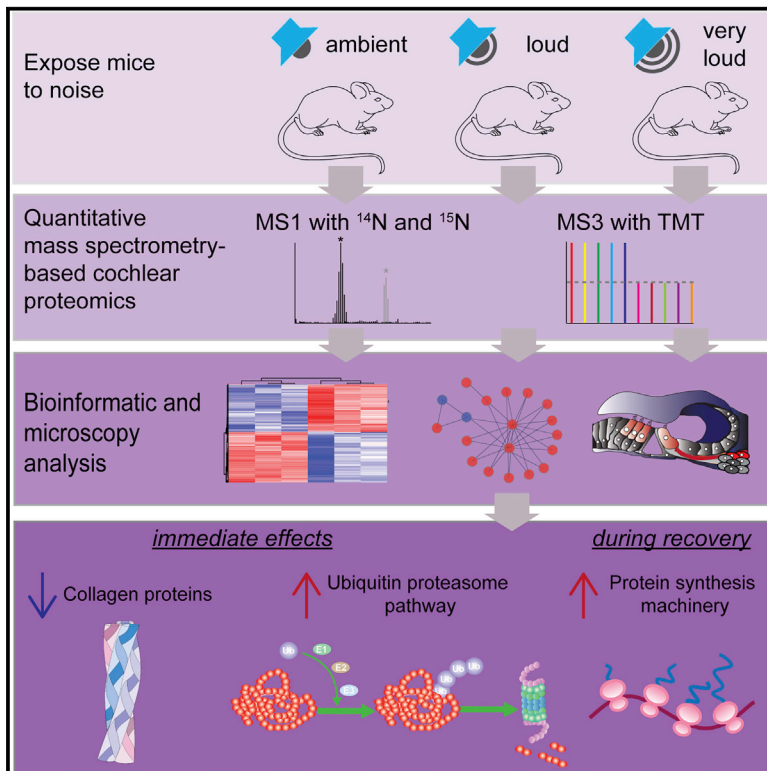 Expose mice
to noise
ambient
loud
very
loud
Quantitative
mass spectrometry-
based cochlear
proteomics
MS1 with ¹⁴N and ¹⁵N
*
*
MS3 with TMT
Bioinformatic and
microscopy
analysis
immediate effects
during recovery
Collagen proteins
Ubiquitin proteasome
pathway
Protein synthesis
machinery
Ub
E1
E2
E3
Ub
Ub
Ub
Ub